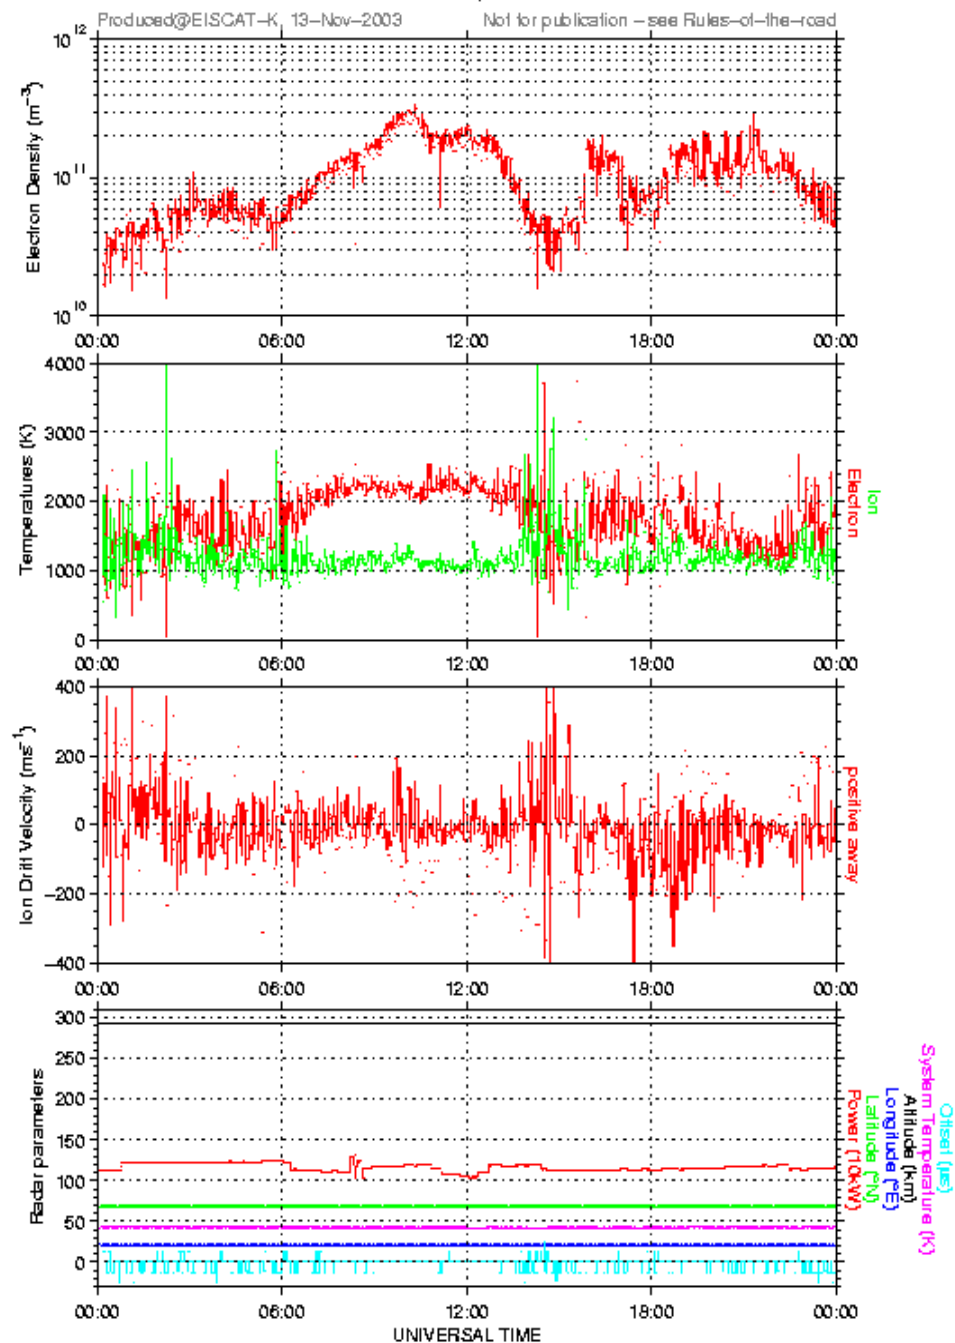 Produced@EISCAT-K, 13-Nov-2003 Not for publication - see Rules-of-the-road
Electron Density (m⁻³)
10¹²
10¹¹
10¹⁰
00:00 06:00 12:00 18:00 00:00
Temperatures (K)
4000
3000
2000
1000
0
Ion
Electron
00:00 06:00 12:00 18:00 00:00
Ion Drift Velocity (ms⁻¹)
400
200
0
-200
-400
positive away
00:00 06:00 12:00 18:00 00:00
Radar parameters
300
250
200
150
100
50
0
Offset (μs)
System Temperature (K)
Altitude (km)
Longitude (°E)
Latitude (°N)
Power (10kW)
00:00 06:00 12:00 18:00 00:00
UNIVERSAL TIME